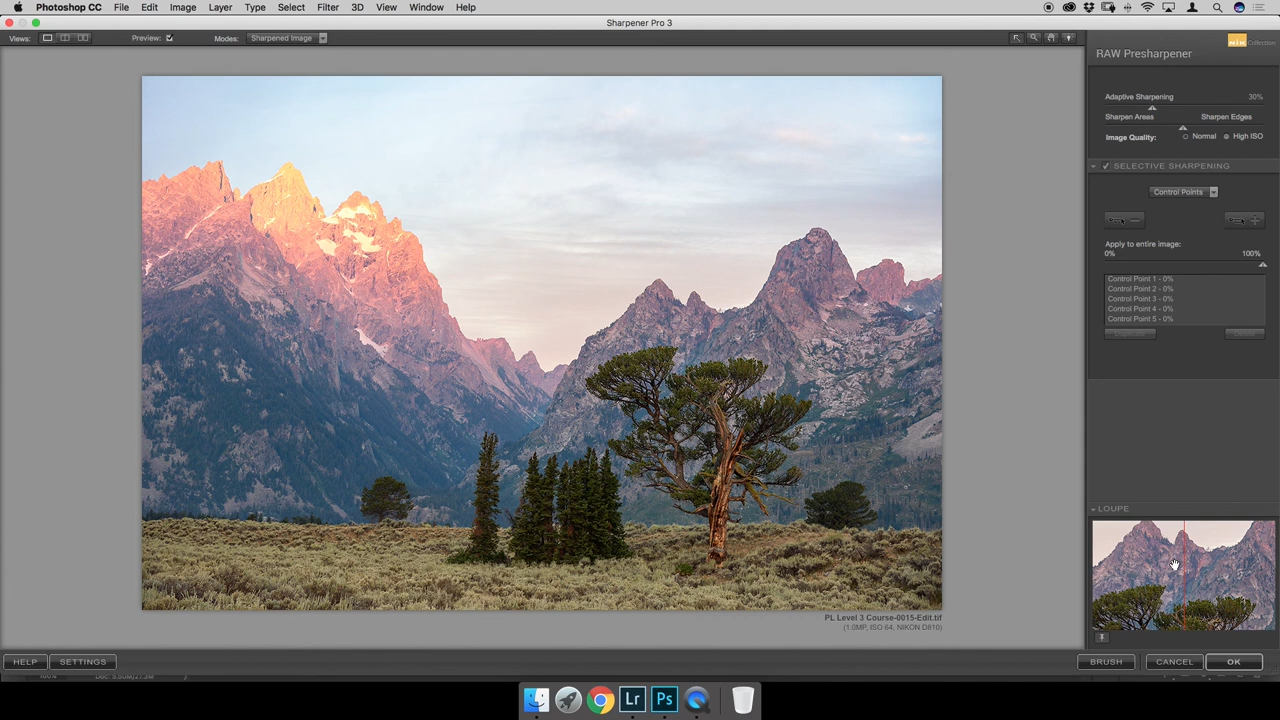 Photoshop CC File Edit Image Layer Type Select Filter 3D View Window Help
Sharpener Pro 3
Views: Preview: Modes: Sharpened Image
nik Collection
RAW Presharpener
Adaptive Sharpening 30%
Sharpen Areas Sharpen Edges
Image Quality: Normal High ISO
SELECTIVE SHARPENING
Control Points
Apply to entire image:
0% 100%
Control Point 1 - 0%
Control Point 2 - 0%
Control Point 3 - 0%
Control Point 4 - 0%
Control Point 5 - 0%
LOUPE
PL Level 3 Course-0015-Edit.tif
(1.0MP, ISO 64, NIKON D810)
HELP SETTINGS BRUSH CANCEL OK
Lr Ps